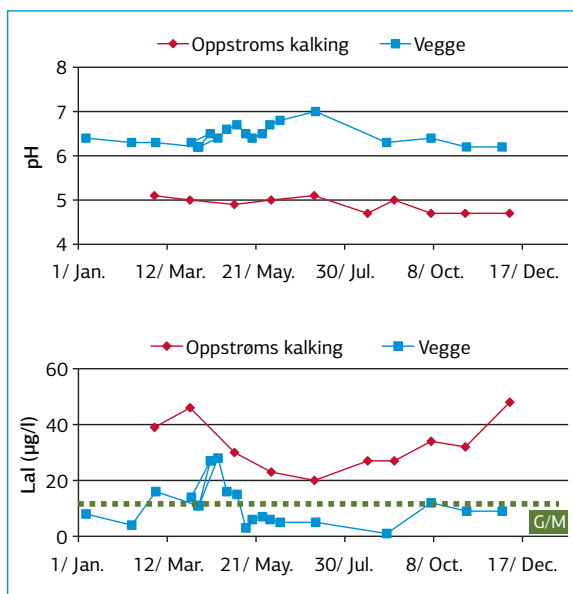 Oppstroms kalking Vegge
8
7
6
5
4
pH
1/ Jan. 12/ Mar. 21/ May. 30/ Jul. 8/ Oct. 17/ Dec.
Oppstrøms kalking Vegge
60
40
20
0
LaI (µg/l)
G/M
1/ Jan. 12/ Mar. 21/ May. 30/ Jul. 8/ Oct. 17/ Dec.